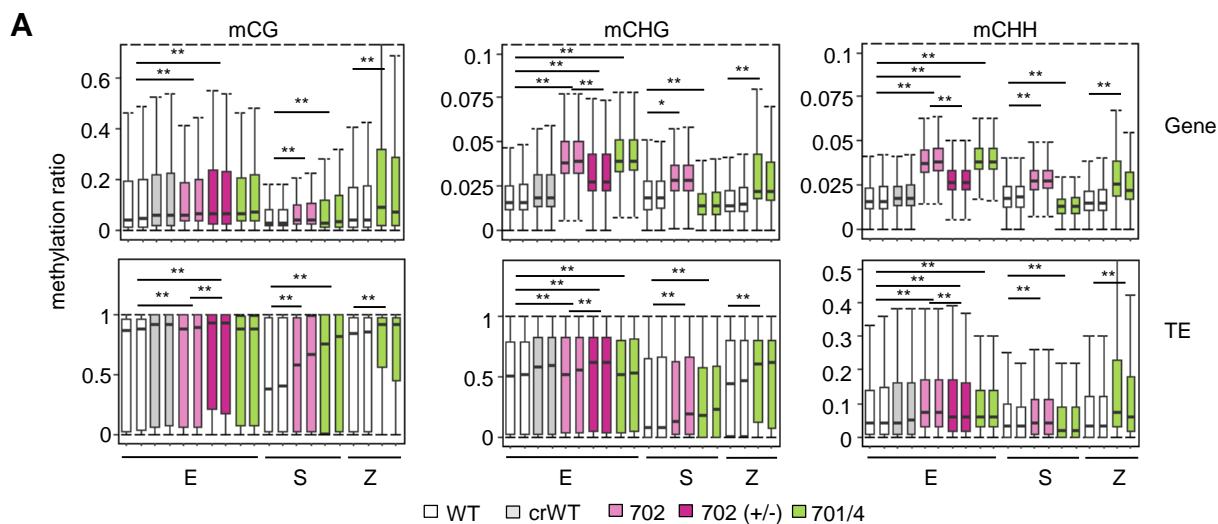 A
mCG mCHG mCHH
methylation ratio
0.6
0.4
0.2
0
** ** ** ** **
0.1
0.075
0.05
0.025
0
** ** ** ** ** * **
0.1
0.075
0.05
0.025
0
** ** ** ** ** ** **
Gene
1
0.5
0
** ** ** ** ** **
1
0.5
0
** ** ** ** ** ** **
0.5
0.4
0.3
0.2
0.1
0
** ** ** ** ** ** **
TE
E S Z E S Z E S Z
WT crWT 702 702 (+/-) 701/4